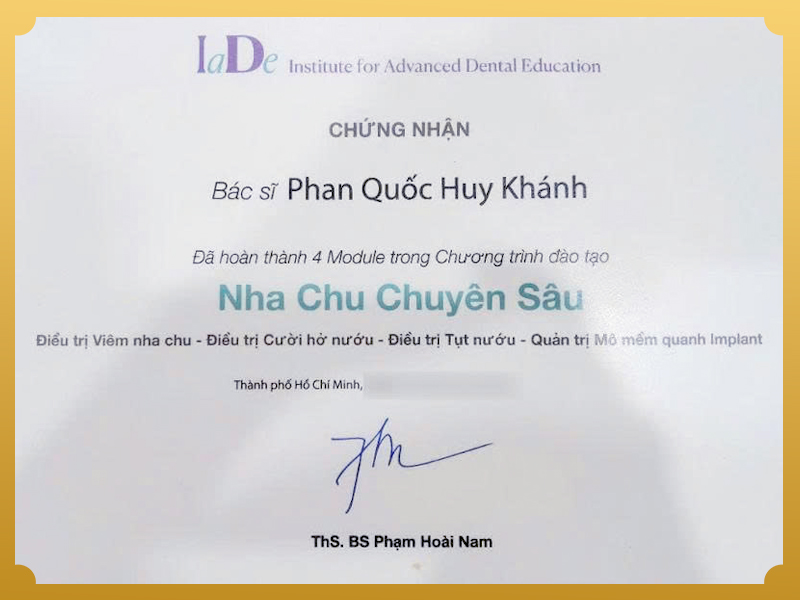 IaDe Institute for Advanced Dental Education
CHỨNG NHẬN
Bác sĩ Phan Quốc Huy Khánh
Đã hoàn thành 4 Module trong Chương trình đào tạo
Nha Chu Chuyên Sâu
Điều trị Viêm nha chu - Điều trị Cười hở nướu - Điều trị Tụt nướu - Quản trị Mô mềm quanh Implant
Thành phố Hồ Chí Minh,
ThS. BS Phạm Hoài Nam